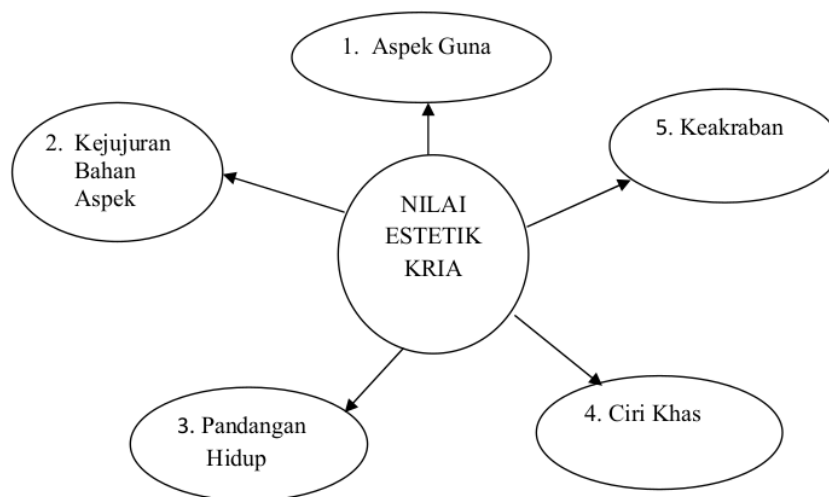 1. Aspek Guna
2. Kejujuran
Bahan
Aspek
5. Keakraban
NILAI
ESTETIK
KRIA
3. Pandangan
Hidup
4. Ciri Khas